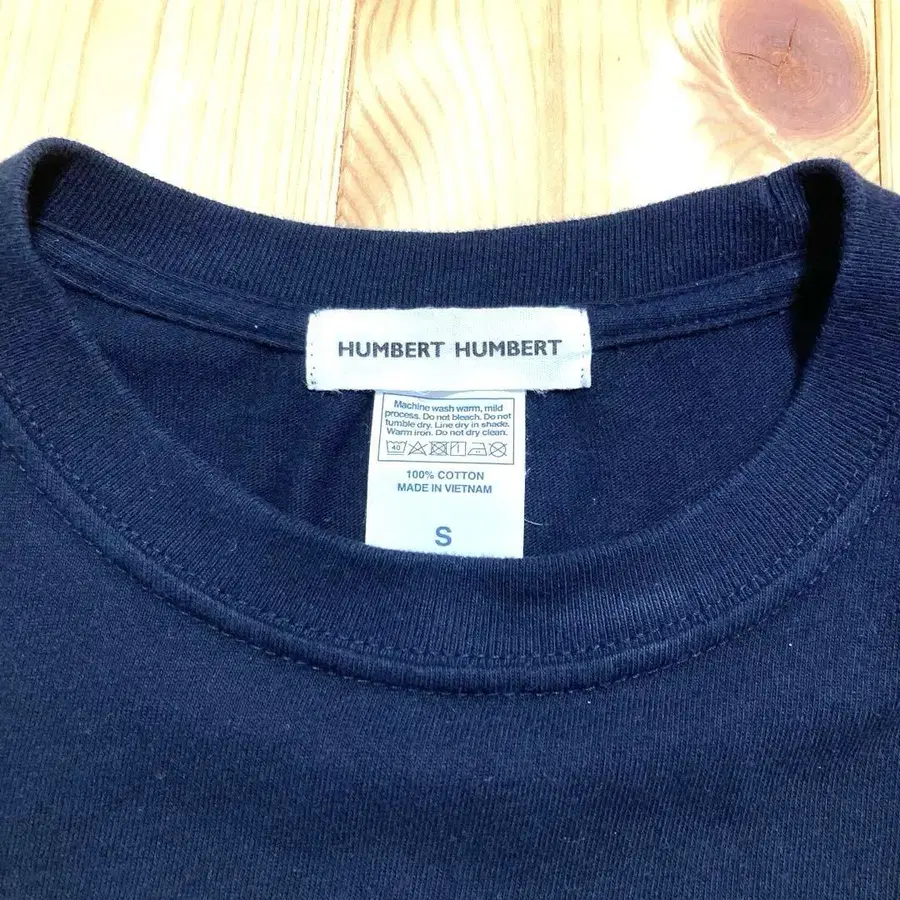 HUMBERT HUMBERT
Machine wash warm, mild
process. Do not bleach. Do not
tumble dry. Line dry in shade.
Warm iron. Do not dry clean.
40
100% COTTON
MADE IN VIETNAM
S